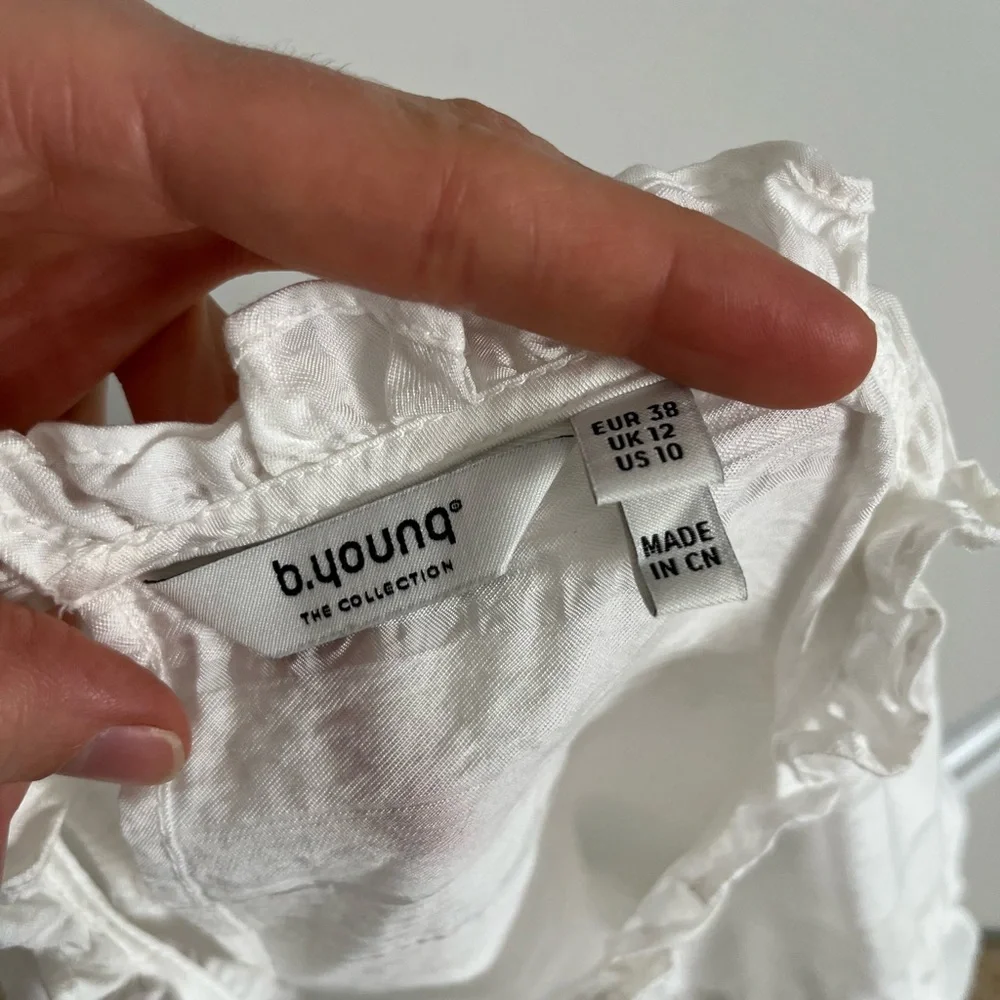 b.young®
THE COLLECTION
EUR 38
UK 12
US 10
MADE
IN CN